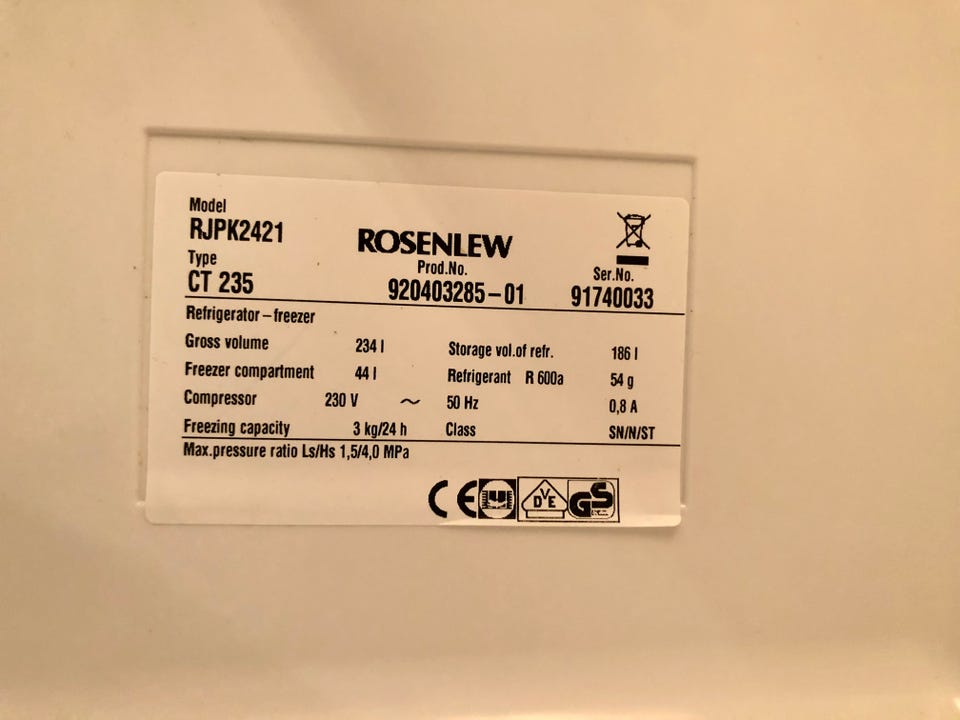 Model
RJPK2421
ROSENLEW
Type
Prod.No.
Ser.No.
CT 235
920403285-01
91740033
Refrigerator-freezer
Gross volume 234 l Storage vol.of refr. 186 l
Freezer compartment 44 l Refrigerant R 600a 54 g
Compressor 230 V ~ 50 Hz 0,8 A
Freezing capacity 3 kg/24 h Class SN/N/ST
Max.pressure ratio Ls/Hs 1,5/4,0 MPa
CE DVE GS